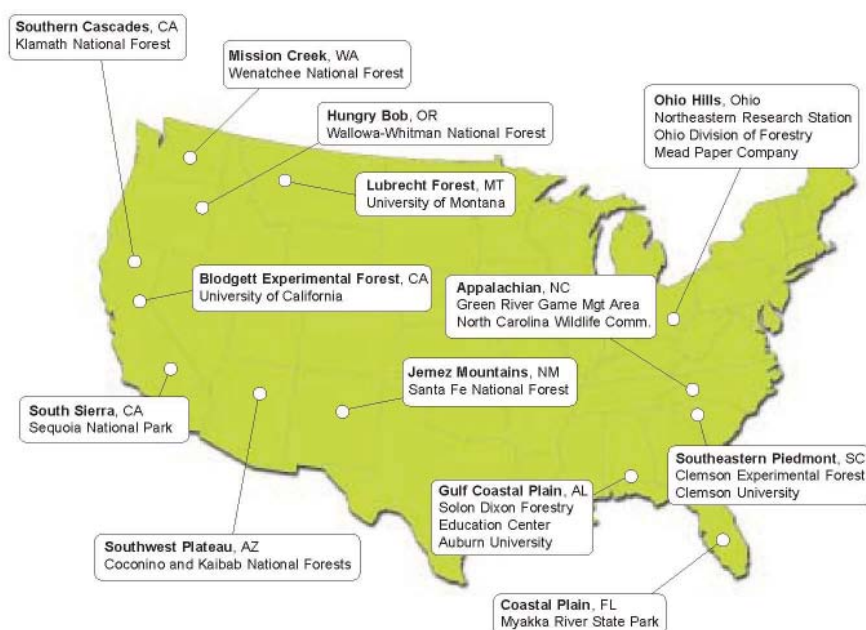 Southern Cascades, CA
Klamath National Forest
Mission Creek, WA
Wenatchee National Forest
Hungry Bob, OR
Wallowa-Whitman National Forest
Ohio Hills, Ohio
Northeastern Research Station
Ohio Division of Forestry
Mead Paper Company
Lubrecht Forest, MT
University of Montana
Blodgett Experimental Forest, CA
University of California
Appalachian, NC
Green River Game Mgt Area
North Carolina Wildlife Comm.
Jemez Mountains, NM
Santa Fe National Forest
South Sierra, CA
Sequoia National Park
Southeastern Piedmont, SC
Clemson Experimental Forest
Clemson University
Gulf Coastal Plain, AL
Solon Dixon Forestry
Education Center
Auburn University
Southwest Plateau, AZ
Coconino and Kaibab National Forests
Coastal Plain, FL
Myakka River State Park